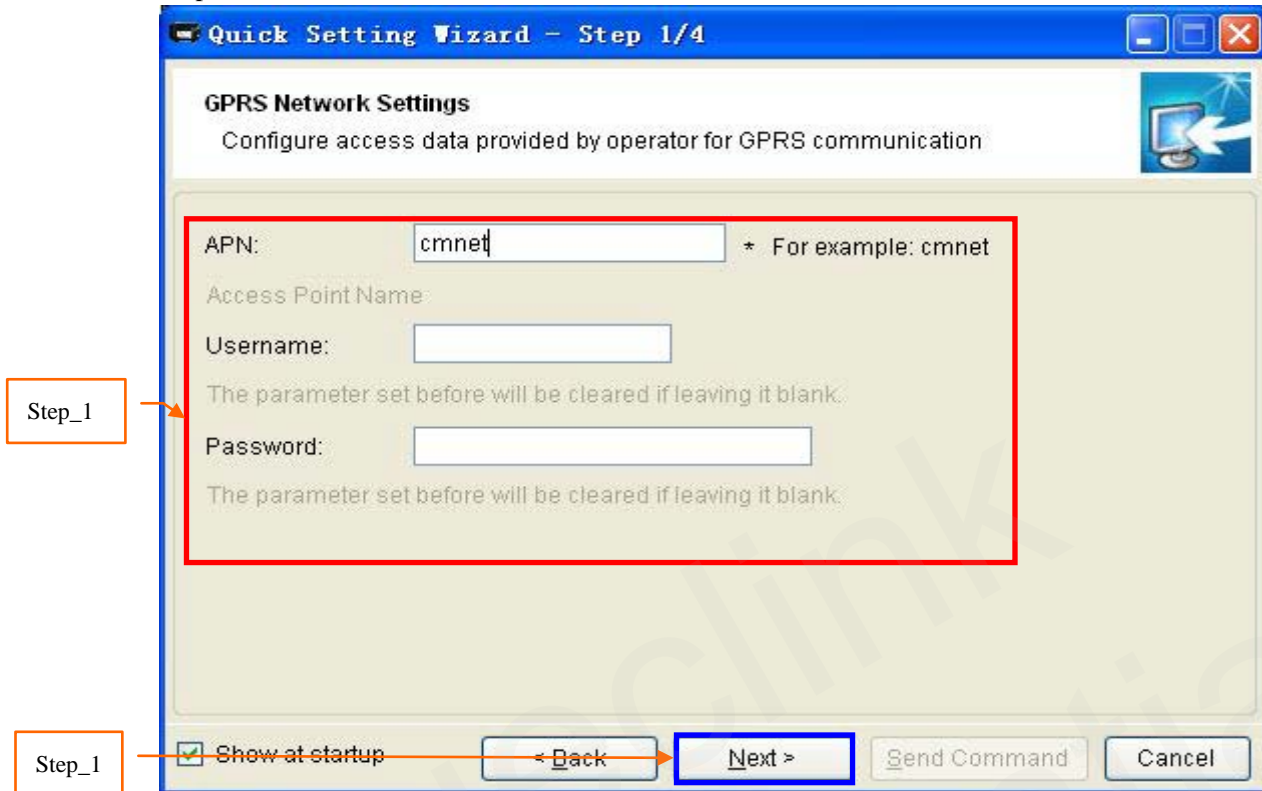 Quick Setting Wizard - Step 1/4
GPRS Network Settings
Configure access data provided by operator for GPRS communication
APN: cmnet * For example: cmnet
Access Point Name
Username:
The parameter set before will be cleared if leaving it blank.
Step_1
Password:
The parameter set before will be cleared if leaving it blank.
Step_1
Show at startup < Back Next > Send Command Cancel